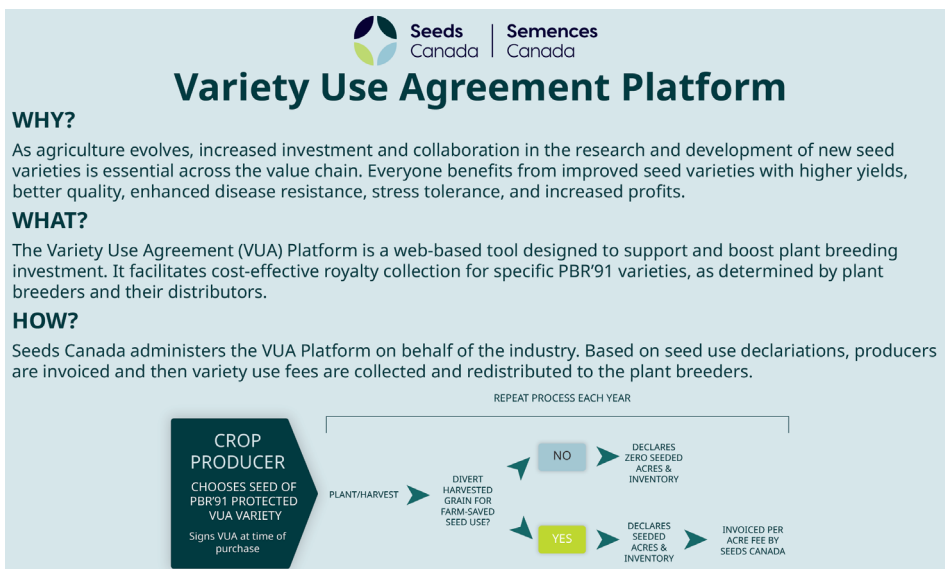 Seeds Canada | Semences Canada
Variety Use Agreement Platform
WHY?
As agriculture evolves, increased investment and collaboration in the research and development of new seed
varieties is essential across the value chain. Everyone benefits from improved seed varieties with higher yields,
better quality, enhanced disease resistance, stress tolerance, and increased profits.
WHAT?
The Variety Use Agreement (VUA) Platform is a web-based tool designed to support and boost plant breeding
investment. It facilitates cost-effective royalty collection for specific PBR’91 varieties, as determined by plant
breeders and their distributors.
HOW?
Seeds Canada administers the VUA Platform on behalf of the industry. Based on seed use declariations, producers
are invoiced and then variety use fees are collected and redistributed to the plant breeders.
REPEAT PROCESS EACH YEAR
CROP
PRODUCER
CHOOSES SEED OF
PBR’91 PROTECTED
VUA VARIETY
Signs VUA at time of
purchase
PLANT/HARVEST
DIVERT
HARVESTED
GRAIN FOR
FARM-SAVED
SEED USE?
NO
DECLARES
ZERO SEEDED
ACRES &
INVENTORY
YES
DECLARES
SEEDED
ACRES &
INVENTORY
INVOICED PER
ACRE FEE BY
SEEDS CANADA